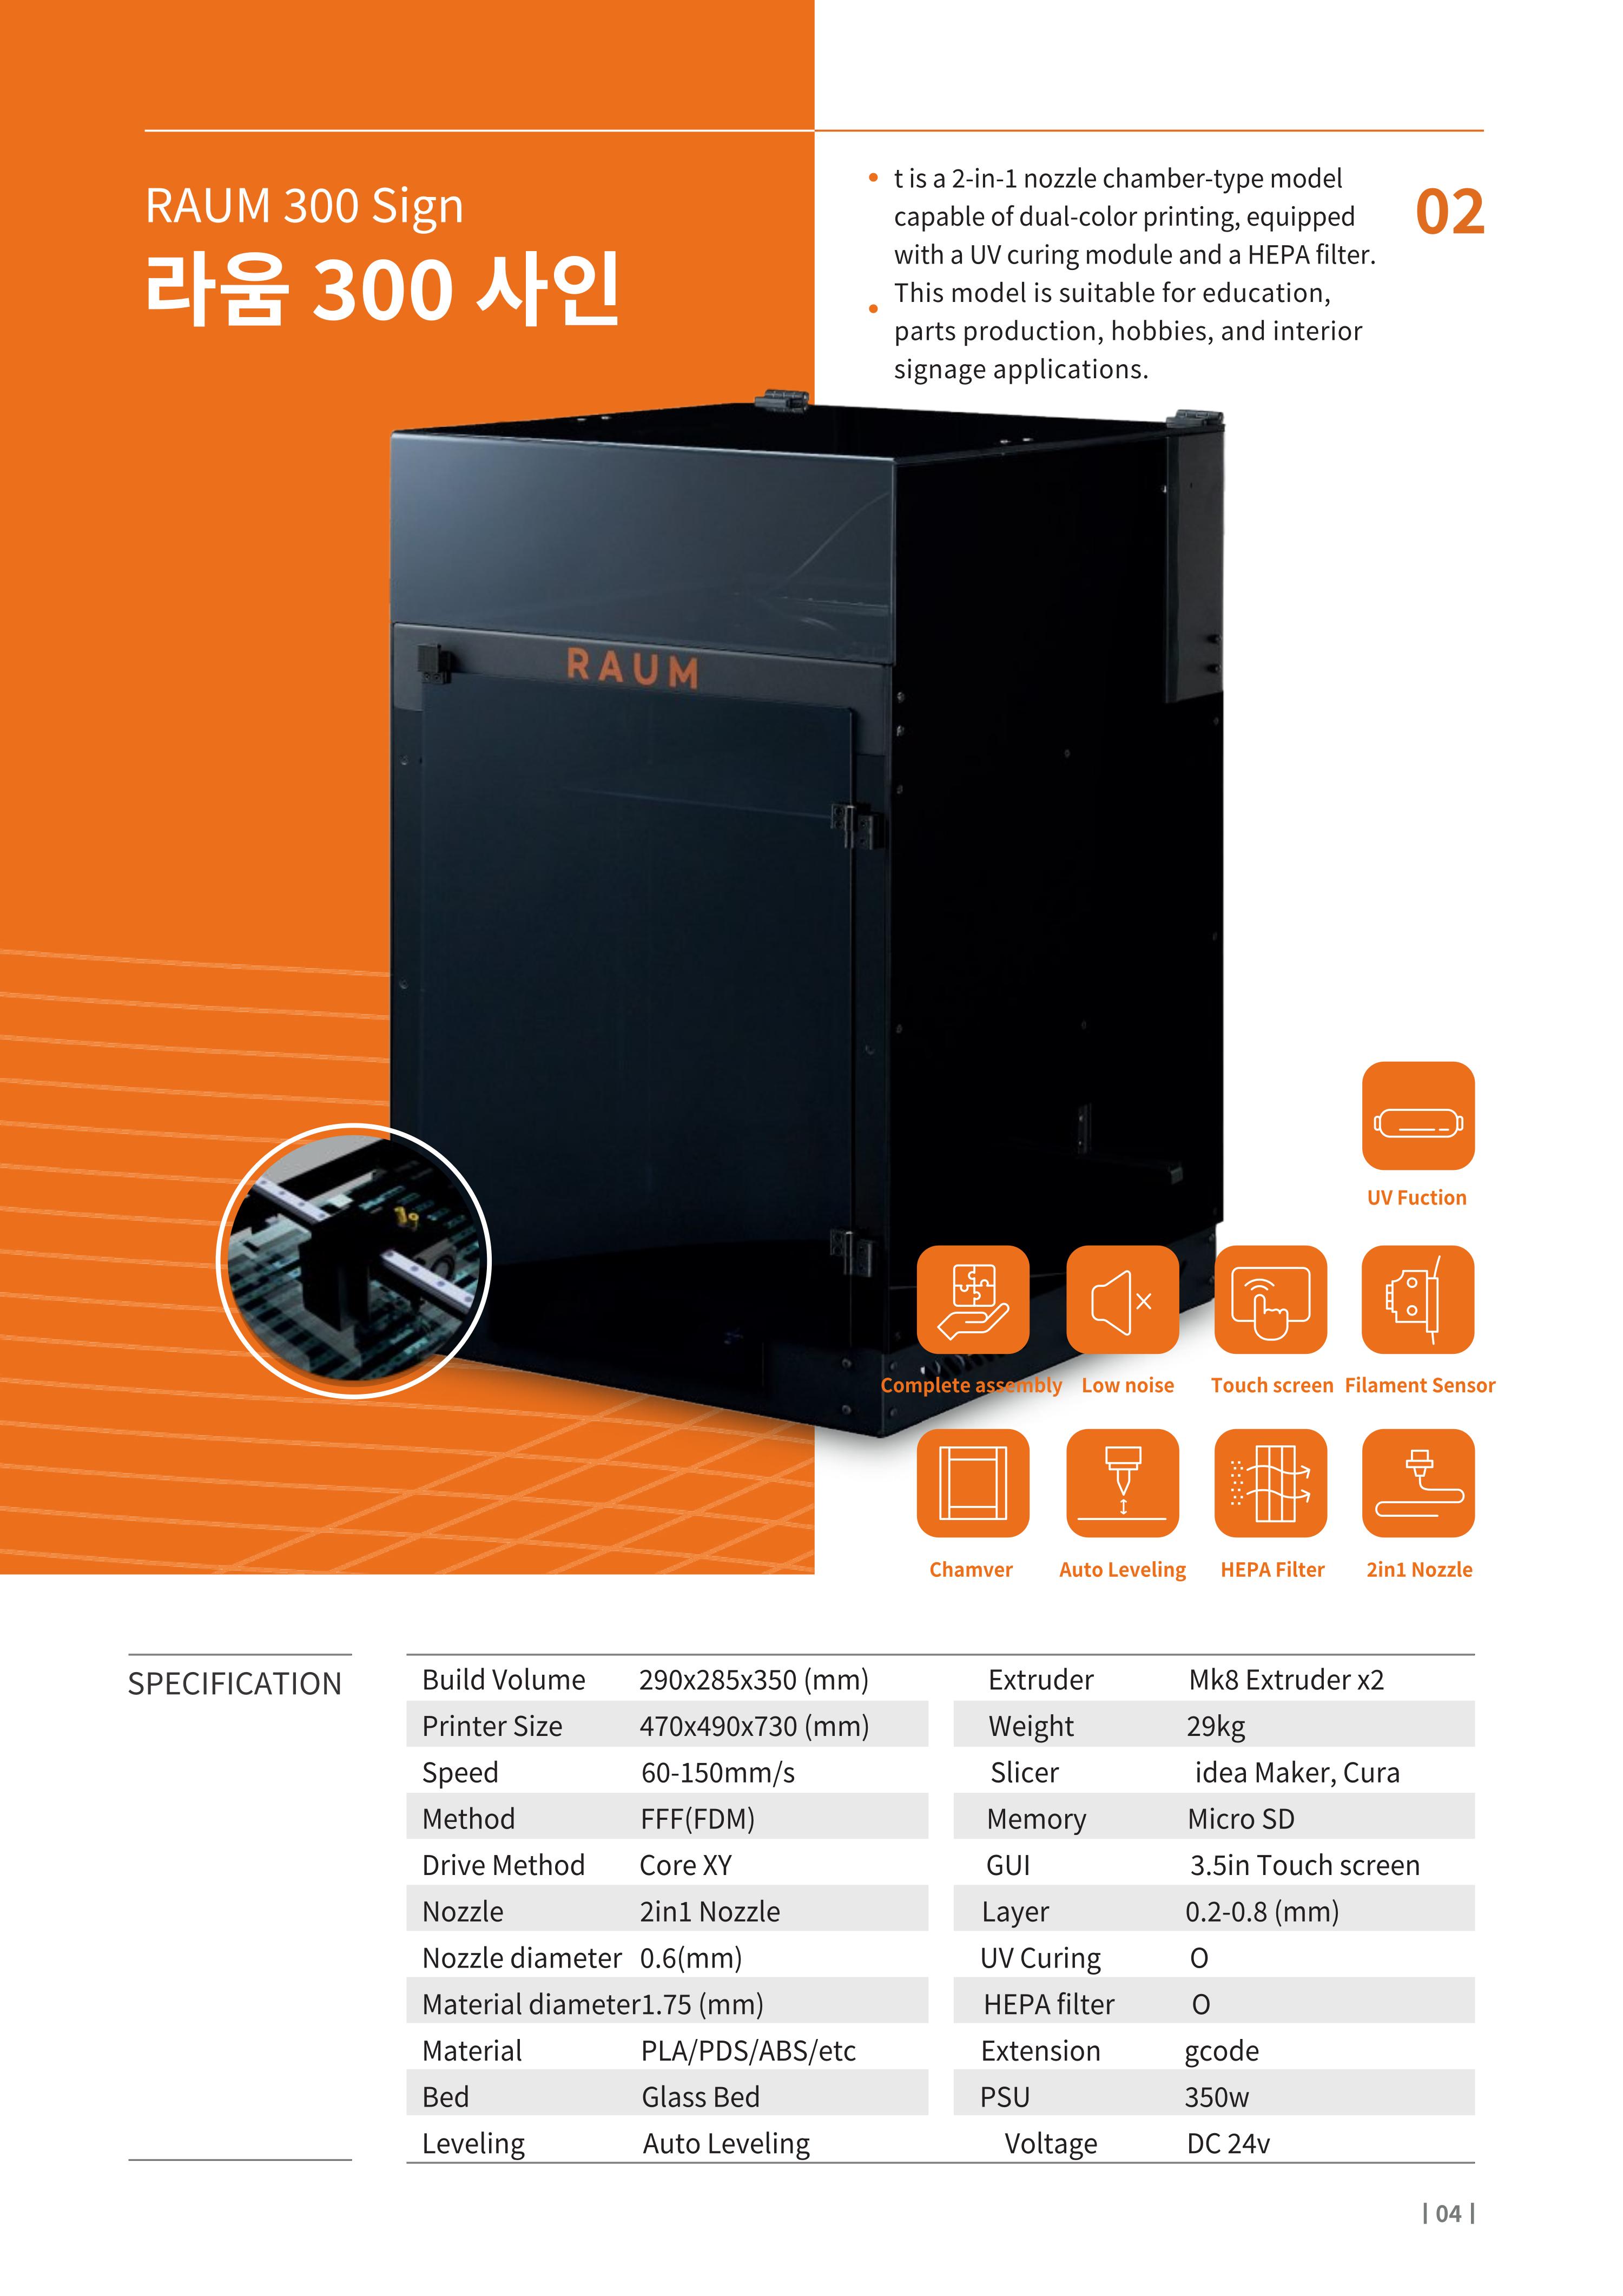 RAUM 300 Sign
라움 300 사인
• t is a 2-in-1 nozzle chamber-type model
capable of dual-color printing, equipped
with a UV curing module and a HEPA filter.
• This model is suitable for education,
parts production, hobbies, and interior
signage applications.
02
RAUM
UV Fuction
Complete assembly
Low noise
Touch screen
Filament Sensor
Chamver
Auto Leveling
HEPA Filter
2in1 Nozzle
SPECIFICATION
Build Volume 290x285x350 (mm)
Printer Size 470x490x730 (mm)
Speed 60-150mm/s
Method FFF(FDM)
Drive Method Core XY
Nozzle 2in1 Nozzle
Nozzle diameter 0.6(mm)
Material diameter 1.75 (mm)
Material PLA/PDS/ABS/etc
Bed Glass Bed
Leveling Auto Leveling
Extruder Mk8 Extruder x2
Weight 29kg
Slicer idea Maker, Cura
Memory Micro SD
GUI 3.5in Touch screen
Layer 0.2-0.8 (mm)
UV Curing O
HEPA filter O
Extension gcode
PSU 350w
Voltage DC 24v
| 04 |